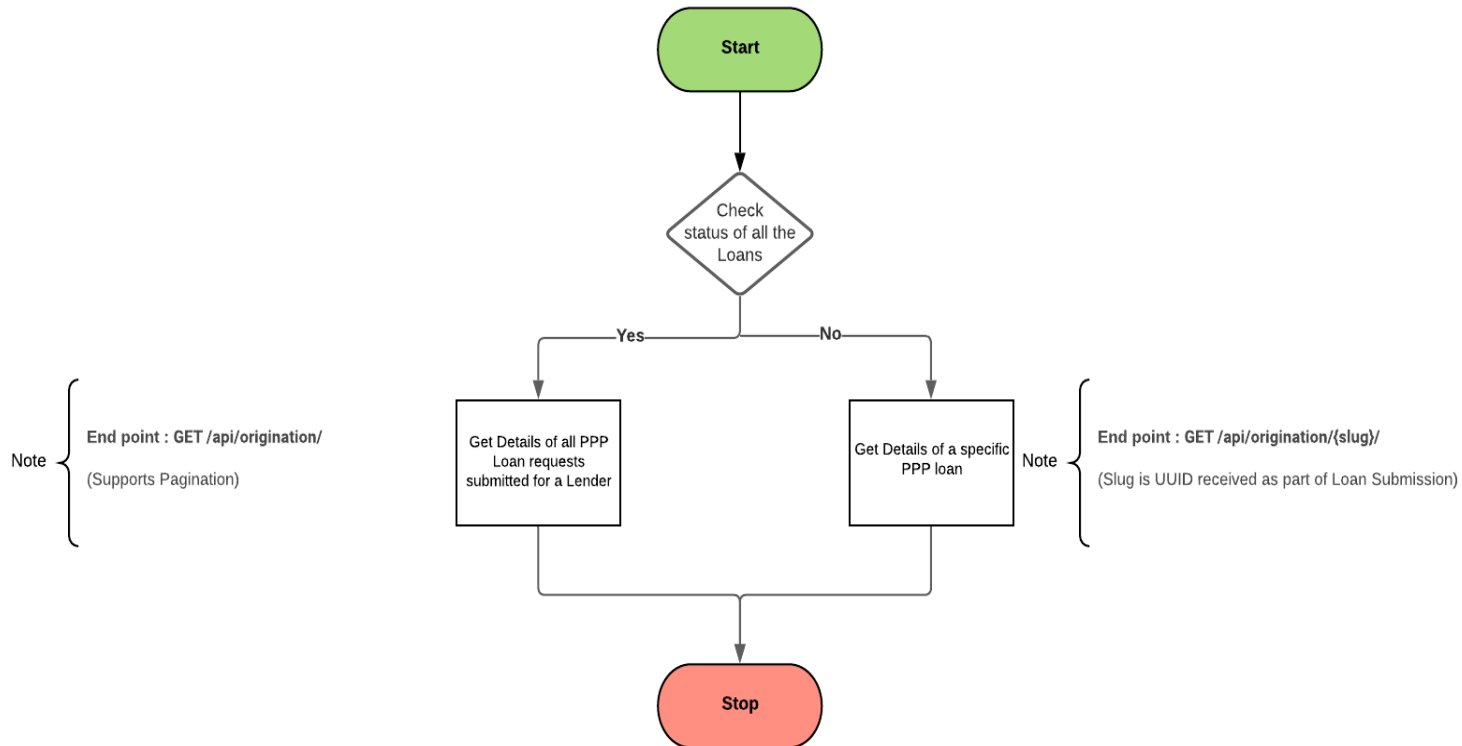 Start
Check
status of all the
Loans
Yes
No
Note
End point : GET /api/origination/
(Supports Pagination)
Get Details of all PPP
Loan requests
submitted for a Lender
Get Details of a specific
PPP loan
Note
End point : GET /api/origination/{slug}/
(Slug is UUID received as part of Loan Submission)
Stop